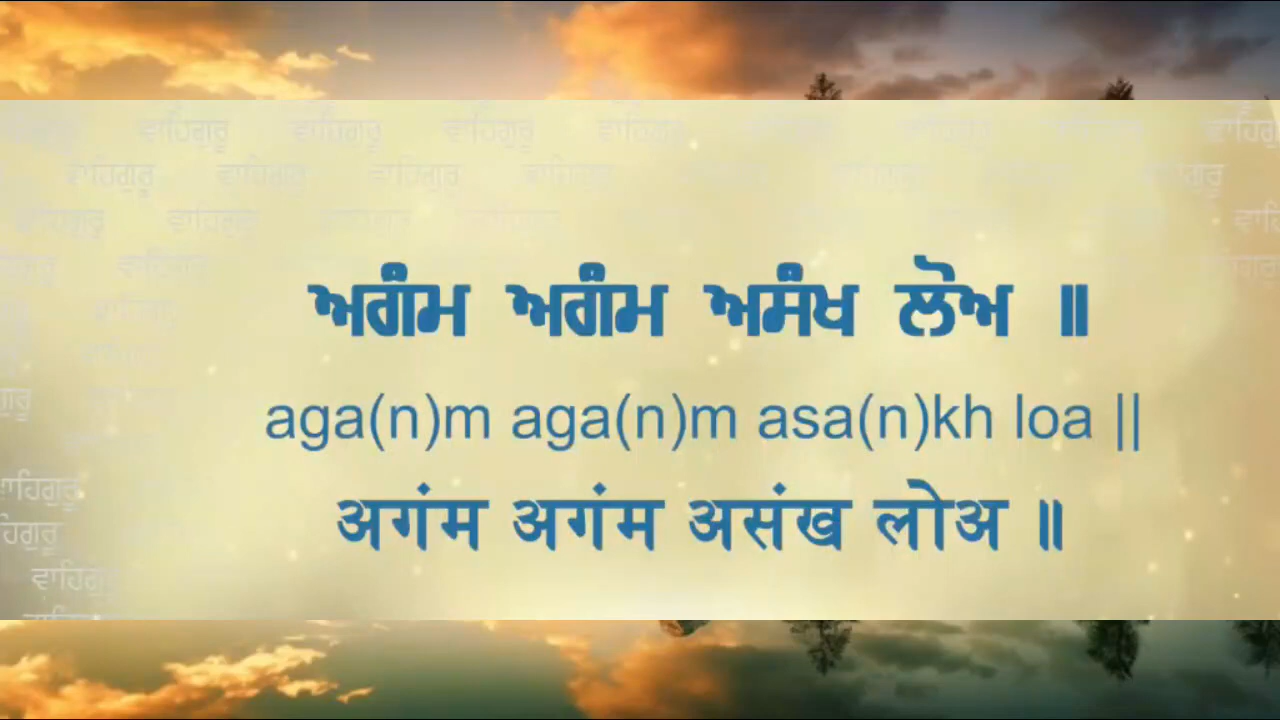 ਵਾਹਿਗੁਰੂ ਵਾਹਿਗੁਰੂ ਵਾਹਿਗੁਰੂ ਵਾਹਿਗੁਰੂ
ਵਾਹਿਗੁਰੂ ਵਾਹਿਗੁਰੂ ਵਾਹਿਗੁਰੂ
ਵਾਹਿਗੁਰੂ ਵਾਹਿਗੁਰੂ
ਅਗੰਮ ਅਗੰਮ ਅਸੰਖ ਲੋਅ ॥
aga(n)m aga(n)m asa(n)kh loa ||
अगंम अगंम असंख लोअ ॥
ਵਾਹਿਗੁਰੂ
ਵਾਹਿਗੁਰੂ